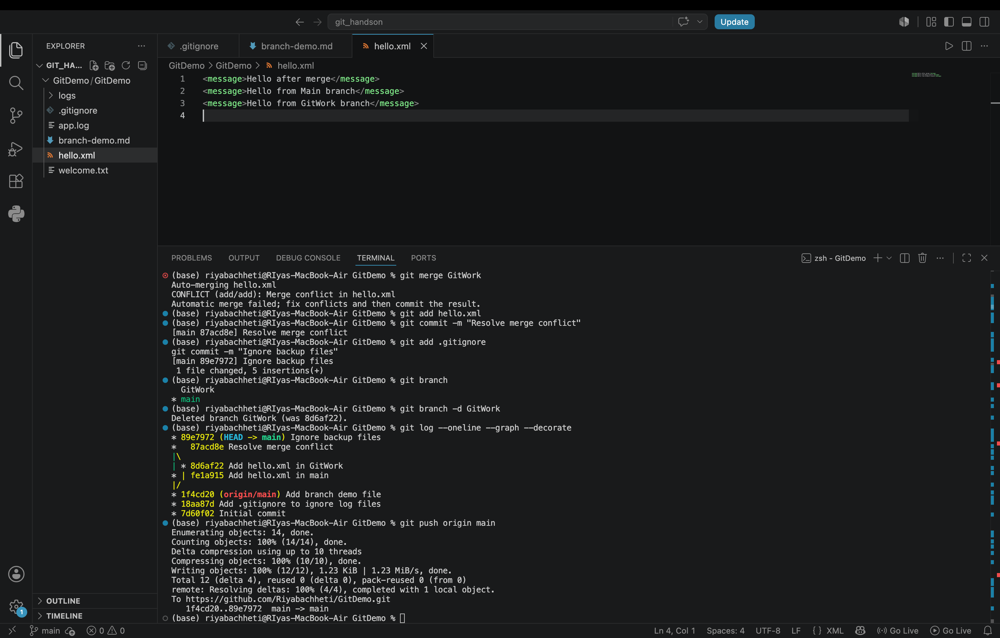 git_handson
Update
EXPLORER
GIT_HA...
GitDemo / GitDemo
logs
.gitignore
app.log
branch-demo.md
hello.xml
welcome.txt
OUTLINE
TIMELINE
.gitignore
branch-demo.md
hello.xml
GitDemo > GitDemo > hello.xml
1 <message>Hello after merge</message>
2 <message>Hello from Main branch</message>
3 <message>Hello from GitWork branch</message>
4
PROBLEMS OUTPUT DEBUG CONSOLE TERMINAL PORTS
zsh - GitDemo
(base) riyabachheti@RIyas-MacBook-Air GitDemo % git merge GitWork
Auto-merging hello.xml
CONFLICT (add/add): Merge conflict in hello.xml
Automatic merge failed; fix conflicts and then commit the result.
(base) riyabachheti@RIyas-MacBook-Air GitDemo % git add hello.xml
(base) riyabachheti@RIyas-MacBook-Air GitDemo % git commit -m "Resolve merge conflict"
[main 87acd8e] Resolve merge conflict
(base) riyabachheti@RIyas-MacBook-Air GitDemo % git add .gitignore
git commit -m "Ignore backup files"
[main 89e7972] Ignore backup files
 1 file changed, 5 insertions(+)
(base) riyabachheti@RIyas-MacBook-Air GitDemo % git branch
  GitWork
* main
(base) riyabachheti@RIyas-MacBook-Air GitDemo % git branch -d GitWork
Deleted branch GitWork (was 8d6af22).
(base) riyabachheti@RIyas-MacBook-Air GitDemo % git log --oneline --graph --decorate
* 89e7972 (HEAD -> main) Ignore backup files
*   87acd8e Resolve merge conflict
|\
| * 8d6af22 Add hello.xml in GitWork
* | fe1a915 Add hello.xml in main
|/
* 1f4cd20 (origin/main) Add branch demo file
* 18aa87d Add .gitignore to ignore log files
* 7d60f02 Initial commit
(base) riyabachheti@RIyas-MacBook-Air GitDemo % git push origin main
Enumerating objects: 14, done.
Counting objects: 100% (14/14), done.
Delta compression using up to 10 threads
Compressing objects: 100% (10/10), done.
Writing objects: 100% (12/12), 1.23 KiB | 1.23 MiB/s, done.
Total 12 (delta 4), reused 0 (delta 0), pack-reused 0 (from 0)
remote: Resolving deltas: 100% (4/4), completed with 1 local object.
To https://github.com/Riyabachheti/GitDemo.git
   1f4cd20..89e7972  main -> main
(base) riyabachheti@RIyas-MacBook-Air GitDemo %
1
main 0 0
Ln 4, Col 1 Spaces: 4 UTF-8 LF { } XML Go Live Go Live